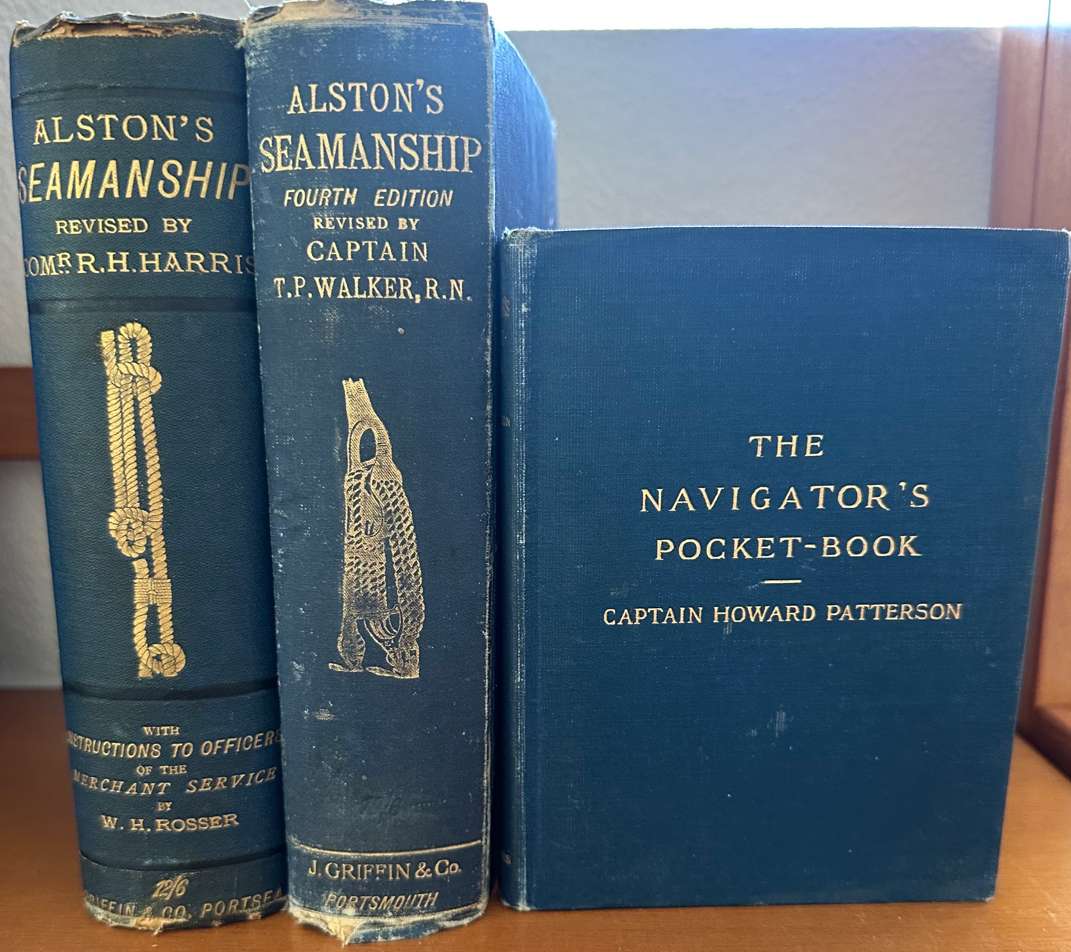 ALSTON'S
SEAMANSHIP
REVISED BY
COMR. R.H. HARRIS
WITH
INSTRUCTIONS TO OFFICERS
OF THE
MERCHANT SERVICE
BY
W. H. ROSSER
12/6
GRIFFIN & CO. PORTSEA
ALSTON'S
SEAMANSHIP
FOURTH EDITION
REVISED BY
CAPTAIN
T. P. WALKER, R.N.
J. GRIFFIN & Co.
PORTSMOUTH
THE
NAVIGATOR'S
POCKET-BOOK
CAPTAIN HOWARD PATTERSON